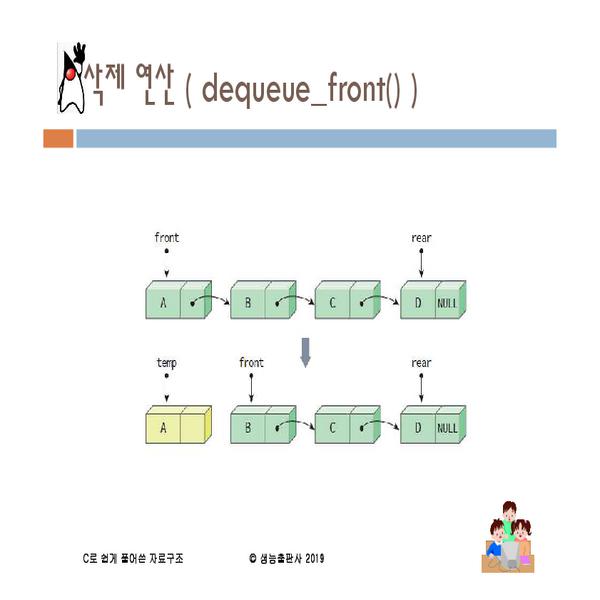 삭제 연산 ( dequeue_front() )
front rear
A B C D NULL
temp front rear
A B C D NULL
C로 쉽게 풀어쓴 자료구조 © 생능출판사 2019